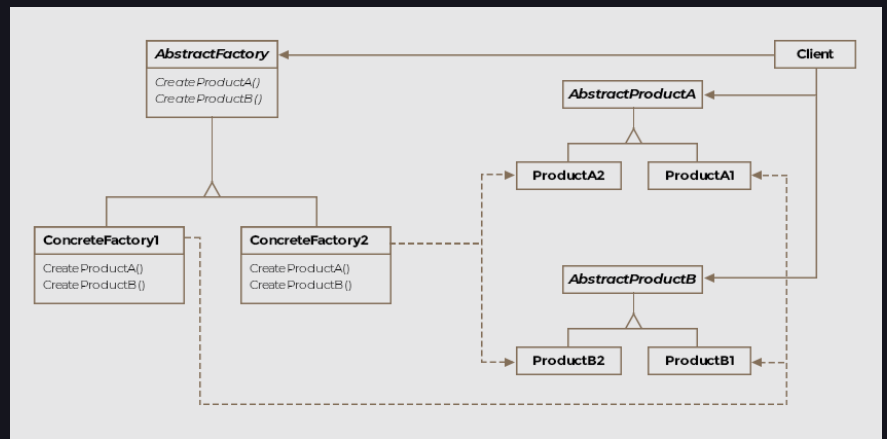 AbstractFactory
CreateProductA()
CreateProductB()
Client
AbstractProductA
ProductA2
ProductA1
ConcreteFactory1
CreateProductA()
CreateProductB()
ConcreteFactory2
CreateProductA()
CreateProductB()
AbstractProductB
ProductB2
ProductB1